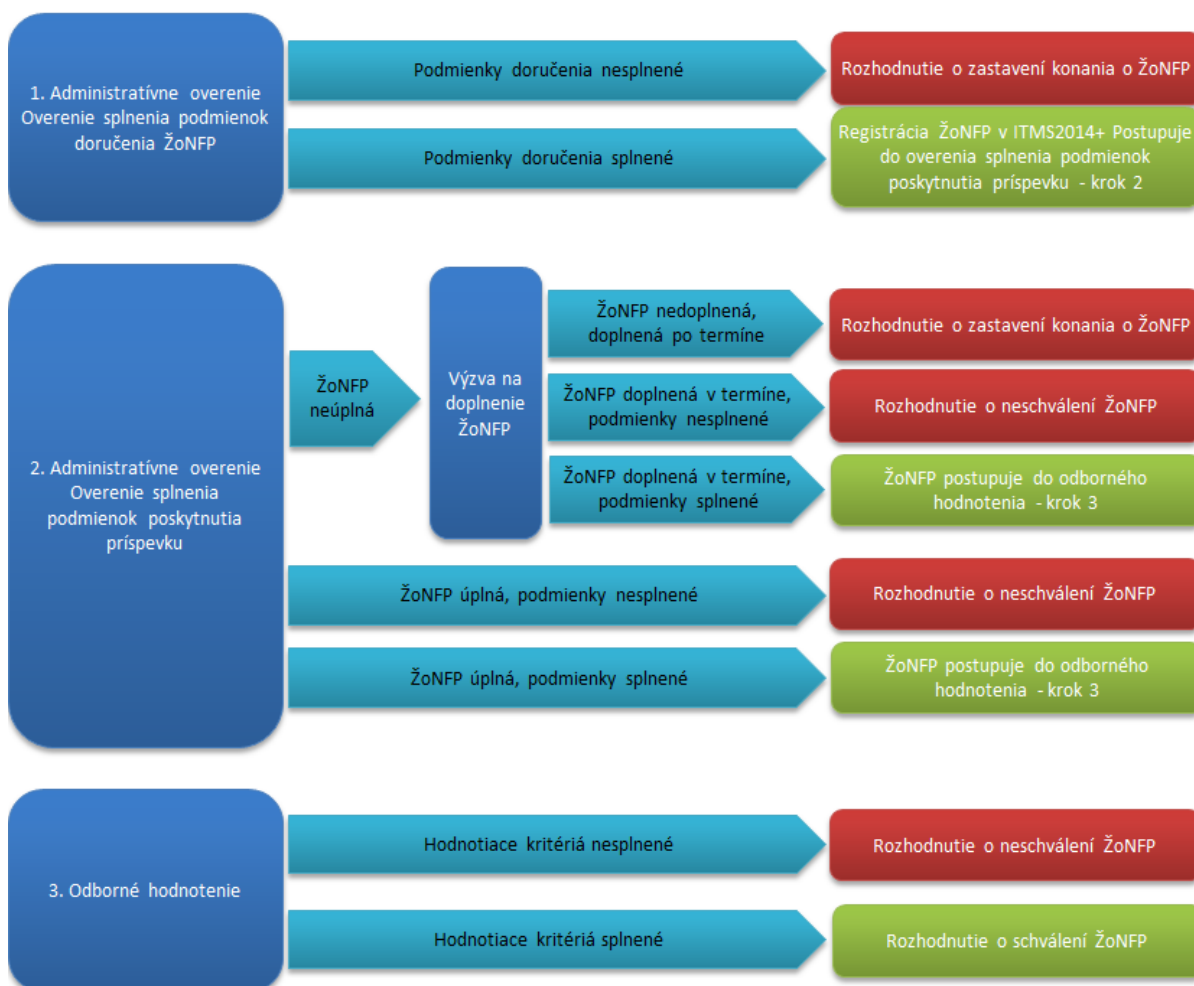 1. Administratívne overenie
Overenie splnenia podmienok
doručenia ŽoNFP
Podmienky doručenia nesplnené
Rozhodnutie o zastavení konania o ŽoNFP
Podmienky doručenia splnené
Registrácia ŽoNFP v ITMS2014+ Postupuje
do overenia splnenia podmienok
poskytnutia príspevku - krok 2
2. Administratívne overenie
Overenie splnenia
podmienok poskytnutia
príspevku
ŽoNFP
neúplná
Výzva na
doplnenie
ŽoNFP
ŽoNFP nedoplnená,
doplnená po termíne
Rozhodnutie o zastavení konania o ŽoNFP
ŽoNFP doplnená v termíne,
podmienky nesplnené
Rozhodnutie o neschválení ŽoNFP
ŽoNFP doplnená v termíne,
podmienky splnené
ŽoNFP postupuje do odborného
hodnotenia - krok 3
ŽoNFP úplná, podmienky nesplnené
Rozhodnutie o neschválení ŽoNFP
ŽoNFP úplná, podmienky splnené
ŽoNFP postupuje do odborného
hodnotenia - krok 3
3. Odborné hodnotenie
Hodnotiace kritériá nesplnené
Rozhodnutie o neschválení ŽoNFP
Hodnotiace kritériá splnené
Rozhodnutie o schválení ŽoNFP